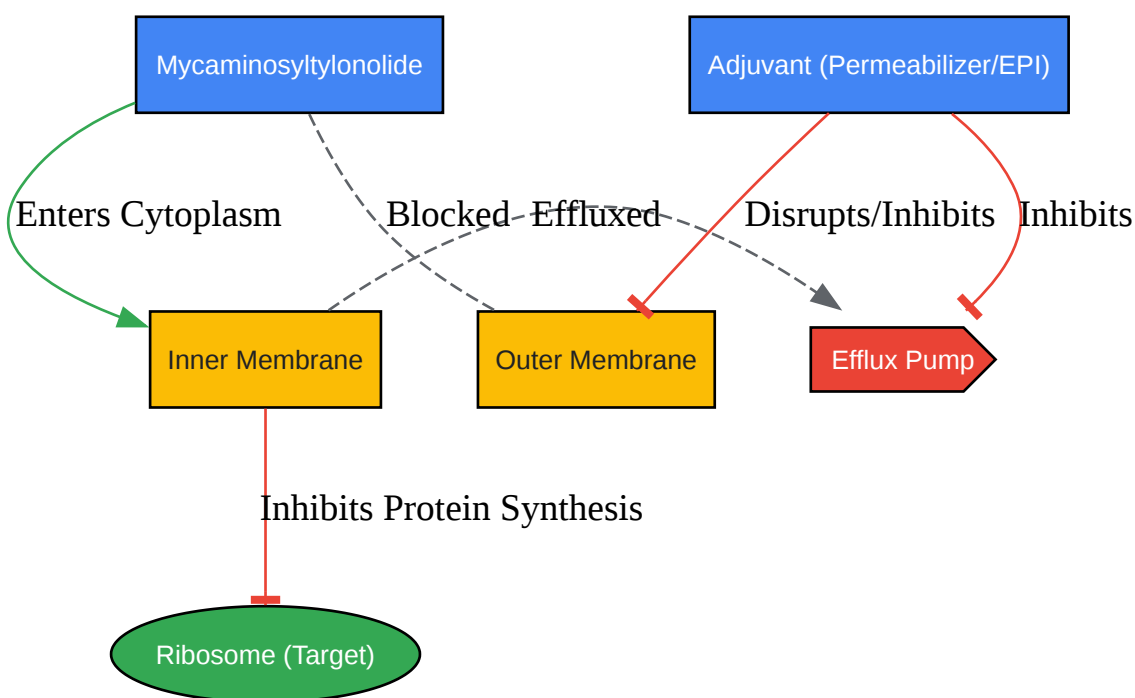 Mycaminosyltylonolide
Adjuvant (Permeabilizer/EPI)
Enters Cytoplasm
Blocked
Effluxed
Disrupts/Inhibits
Inhibits
Inner Membrane
Outer Membrane
Efflux Pump
Inhibits Protein Synthesis
Ribosome (Target)